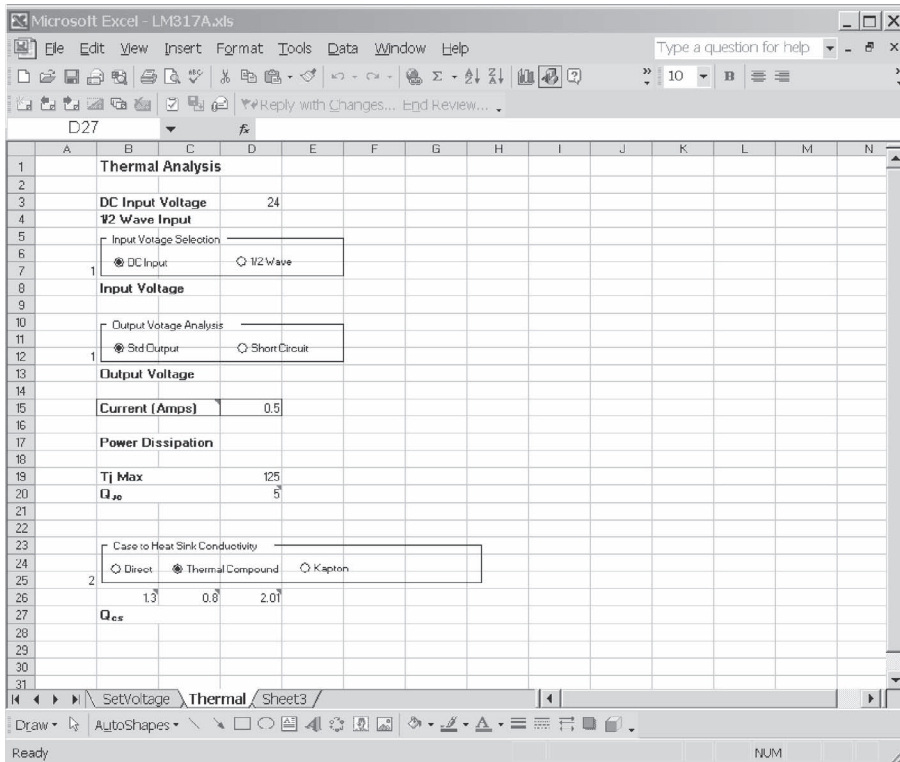 Microsoft Excel - LM317A.xls
File Edit View Insert Format Tools Data Window Help Type a question for help
10 B
Reply with Changes... End Review...
D27 fx
A B C D E F G H I J K L M N
1 Thermal Analysis
2
3 DC Input Voltage 24
4 1/2 Wave Input
5 Input Votage Selection
6 DC Input 1/2 Wave
7 1
8 Input Voltage
9
10 Output Votage Analysis
11 Std Output Short Circuit
12 1
13 Output Voltage
14
15 Current (Amps) 0.5
16
17 Power Dissipation
18
19 Tj Max 125
20 QJC 5
21
22
23 Case to Heat Sink Conductivity
24 Direct Thermal Compound Kapton
25 2
26 1.3 0.8 2.01
27 Qcs
28
29
30
31
SetVoltage Thermal Sheet3
Draw AutoShapes
Ready NUM